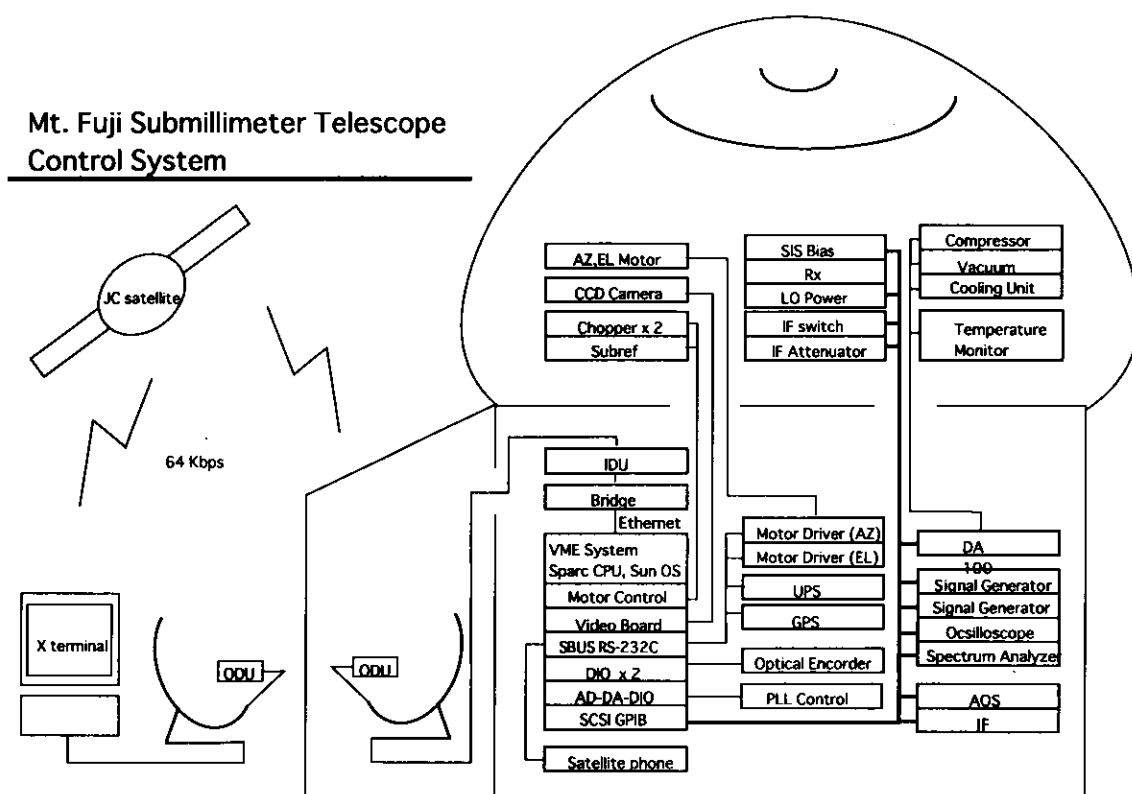 Mt. Fuji Submillimeter Telescope
Control System
JC satellite
64 Kbps
X terminal
ODU
ODU
AZ,EL Motor
CCD Camera
Chopper x 2
Subref
SIS Bias
Rx
LO Power
IF switch
IF Attenuator
Compressor
Vacuum
Cooling Unit
Temperature
Monitor
IDU
Bridge
Ethernet
VME System
Sparc CPU, Sun OS
Motor Control
Video Board
SBUS RS-232C
DIO x 2
AD-DA-DIO
SCSI GPIB
Satellite phone
Motor Driver (AZ)
Motor Driver (EL)
UPS
GPS
Optical Encorder
PLL Control
DA
100
Signal Generator
Signal Generator
Ocsilloscope
Spectrum Analyzer
AOS
IF